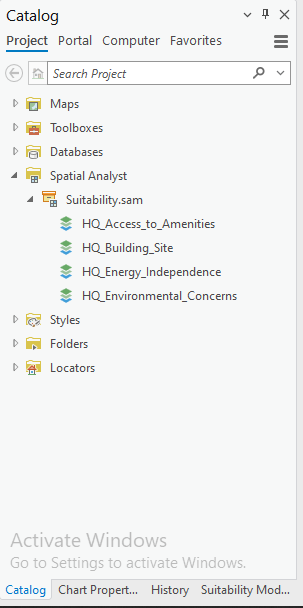 Catalog
Project Portal Computer Favorites
Search Project
Maps
Toolboxes
Databases
Spatial Analyst
Suitability.sam
HQ_Access_to_Amenities
HQ_Building_Site
HQ_Energy_Independence
HQ_Environmental_Concerns
Styles
Folders
Locators
Activate Windows
Go to Settings to activate Windows.
Catalog Chart Propert... History Suitability Mod...